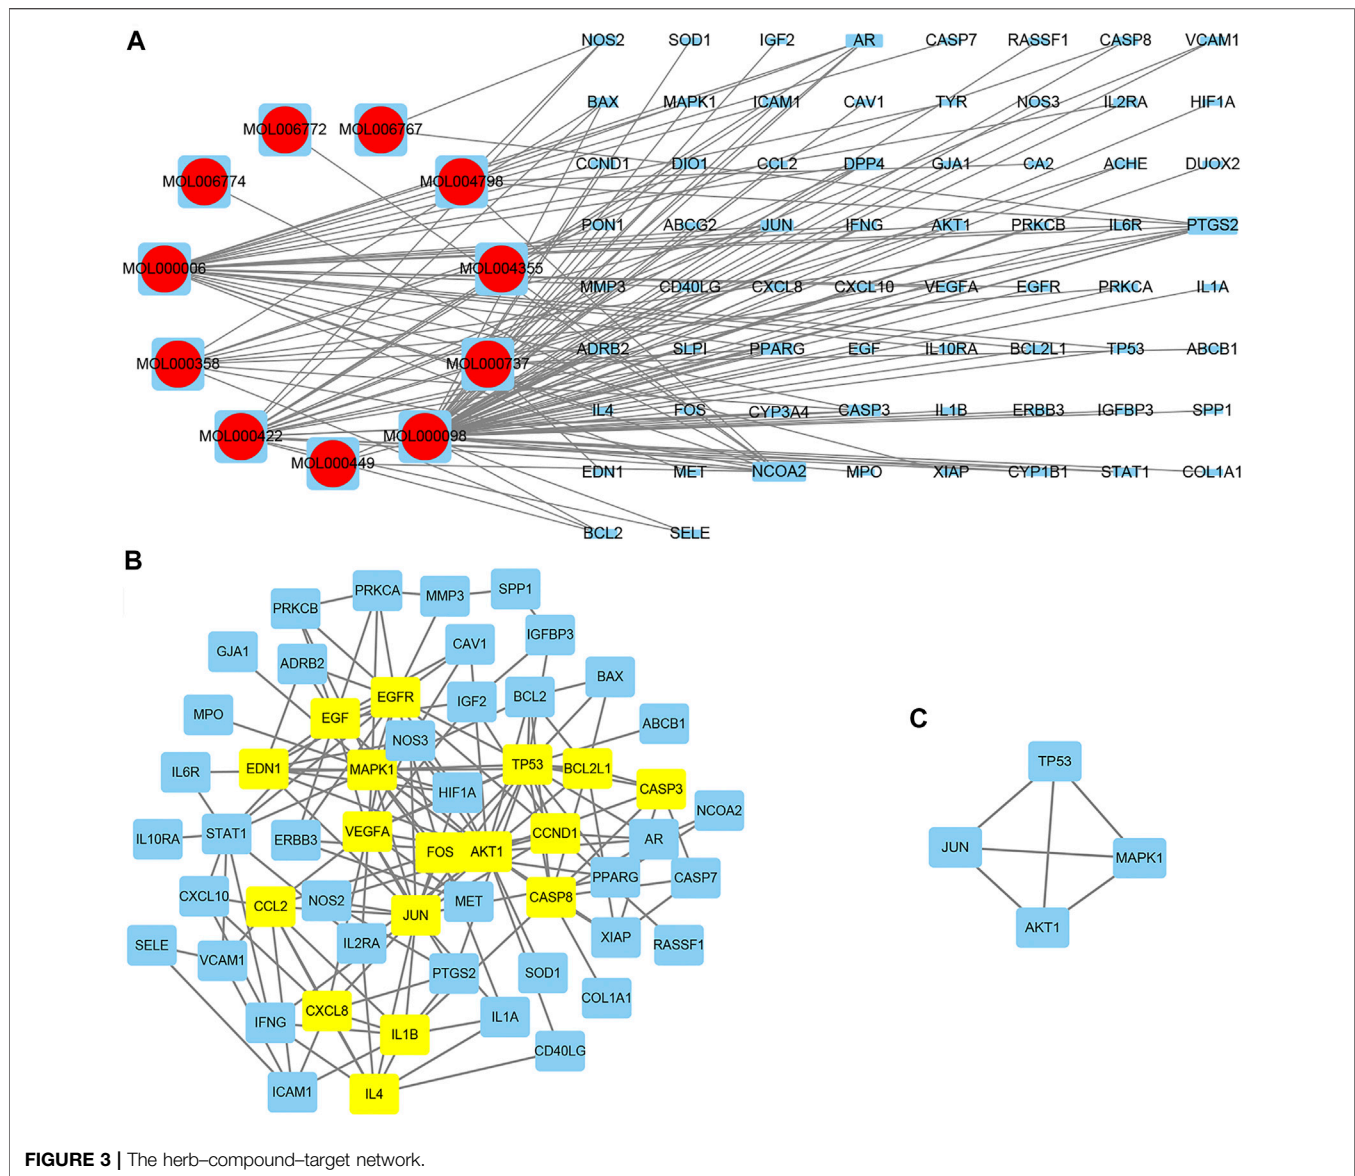 A
NOS2 SOD1 IGF2 AR CASP7 RASSF1 CASP8 VCAM1
BAX MAPK1 ICAM1 CAV1 TYR NOS3 IL2RA HIF1A
MOL006772 MOL006767
CCND1 DIO1 CCL2 DPP4 GJA1 CA2 ACHE DUOX2
MOL006774 MOL004798
PON1 ABCG2 JUN IFNG AKT1 PRKCB IL6R PTGS2
MOL000006 MOL004355
MMP3 CD40LG CXCL8 CXCL10 VEGFA EGFR PRKCA IL1A
ADRB2 SLPI PPARG EGF IL10RA BCL2L1 TP53 ABCB1
MOL000358 MOL000737
IL4 FOS CYP3A4 CASP3 IL1B ERBB3 IGFBP3 SPP1
MOL000422 MOL000098
MOL000449
EDN1 MET NCOA2 MPO XIAP CYP1B1 STAT1 COL1A1
BCL2 SELE
B
PRKCA MMP3 SPP1
PRKCB
IGFBP3
GJA1 ADRB2 CAV1
BAX
EGFR IGF2 BCL2
MPO EGF ABCB1
NOS3
IL6R EDN1 MAPK1 TP53 BCL2L1
HIF1A CASP3
NCOA2
IL10RA STAT1 ERBB3 VEGFA CCND1 AR
FOS AKT1
PPARG CASP7
CXCL10 CCL2 NOS2 MET CASP8
JUN
SELE IL2RA XIAP RASSF1
VCAM1 PTGS2 SOD1
COL1A1
IFNG CXCL8 IL1A
IL1B
CD40LG
ICAM1 IL4
C
TP53
JUN MAPK1
AKT1
FIGURE 3 | The herb–compound–target network.